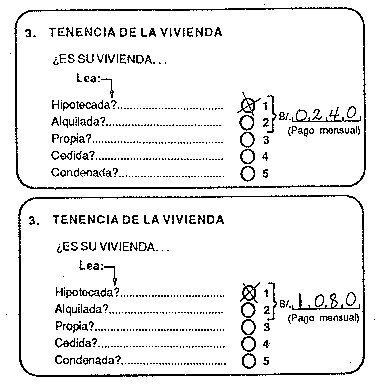 3. TENENCIA DE LA VIVIENDA
¿ES SU VIVIENDA...
Lea:
Hipotecada?.......................... 1
Alquilada?.......................... 2 B/. 0,2,4,0
Propia?.......................... 3 (Pago mensual)
Cedida?.......................... 4
Condenada?.......................... 5
3. TENENCIA DE LA VIVIENDA
¿ES SU VIVIENDA...
Lea:
Hipotecada?.......................... 1
Alquilada?.......................... 2 B/. 1,0,8,0
Propia?.......................... 3 (Pago mensual)
Cedida?.......................... 4
Condenada?.......................... 5